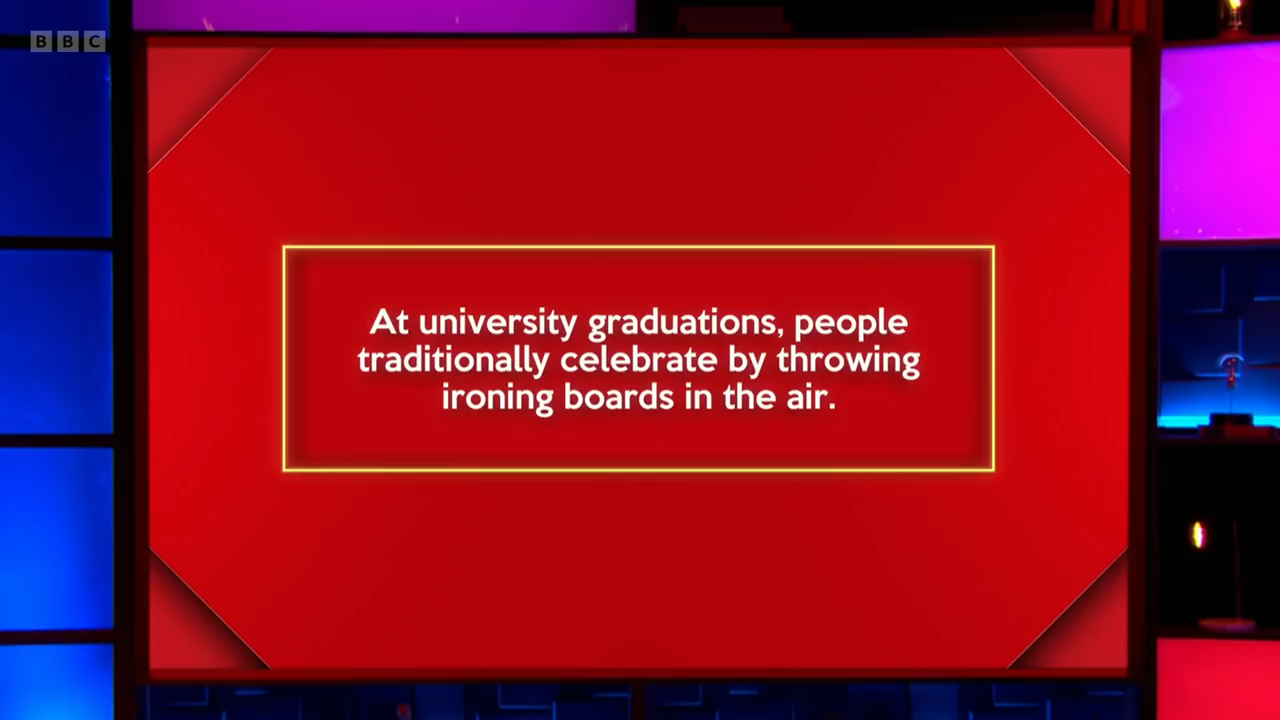 BBC
At university graduations, people
traditionally celebrate by throwing
ironing boards in the air.